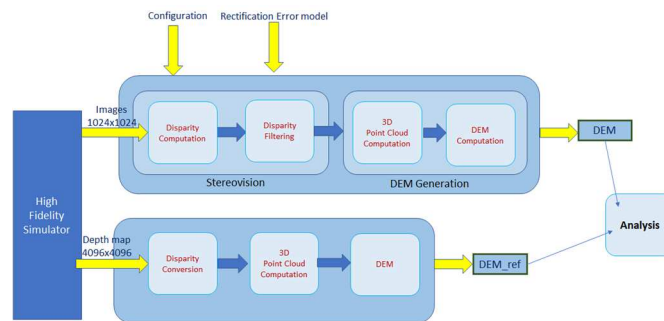 Configuration
Rectification Error model
Images
1024x1024
Disparity
Computation
Disparity
Filtering
3D
Point Cloud
Computation
DEM
Computation
Stereovision
DEM Generation
DEM
High
Fidelity
Simulator
Analysis
Depth map
4096x4096
Disparity
Conversion
3D
Point Cloud
Computation
DEM
DEM_ref